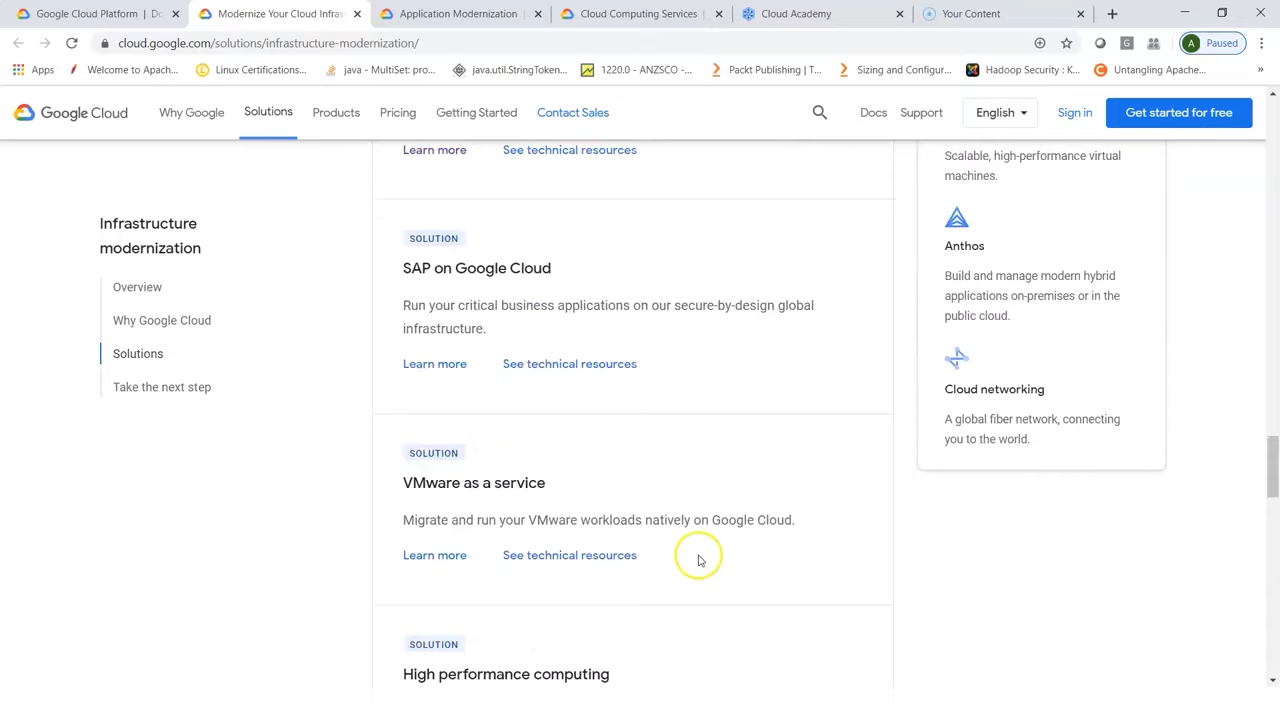 Google Cloud Platform | Do
Modernize Your Cloud Infras
Application Modernization |
Cloud Computing Services |
Cloud Academy
Your Content
cloud.google.com/solutions/infrastructure-modernization/
G
A Paused
Apps
Welcome to Apach...
Linux Certifications...
java - MultiSet: pro...
java.util.StringToken...
1220.0 - ANZSCO -...
Packt Publishing | T...
Sizing and Configur...
Hadoop Security : K...
Untangling Apache...
»
Google Cloud
Why Google
Solutions
Products
Pricing
Getting Started
Contact Sales
Docs
Support
English
Sign in
Get started for free
Infrastructure
modernization
Overview
Why Google Cloud
Solutions
Take the next step
Learn more
See technical resources
SOLUTION
SAP on Google Cloud
Run your critical business applications on our secure-by-design global
infrastructure.
Learn more
See technical resources
SOLUTION
VMware as a service
Migrate and run your VMware workloads natively on Google Cloud.
Learn more
See technical resources
SOLUTION
High performance computing
Scalable, high-performance virtual
machines.
Anthos
Build and manage modern hybrid
applications on-premises or in the
public cloud.
Cloud networking
A global fiber network, connecting
you to the world.